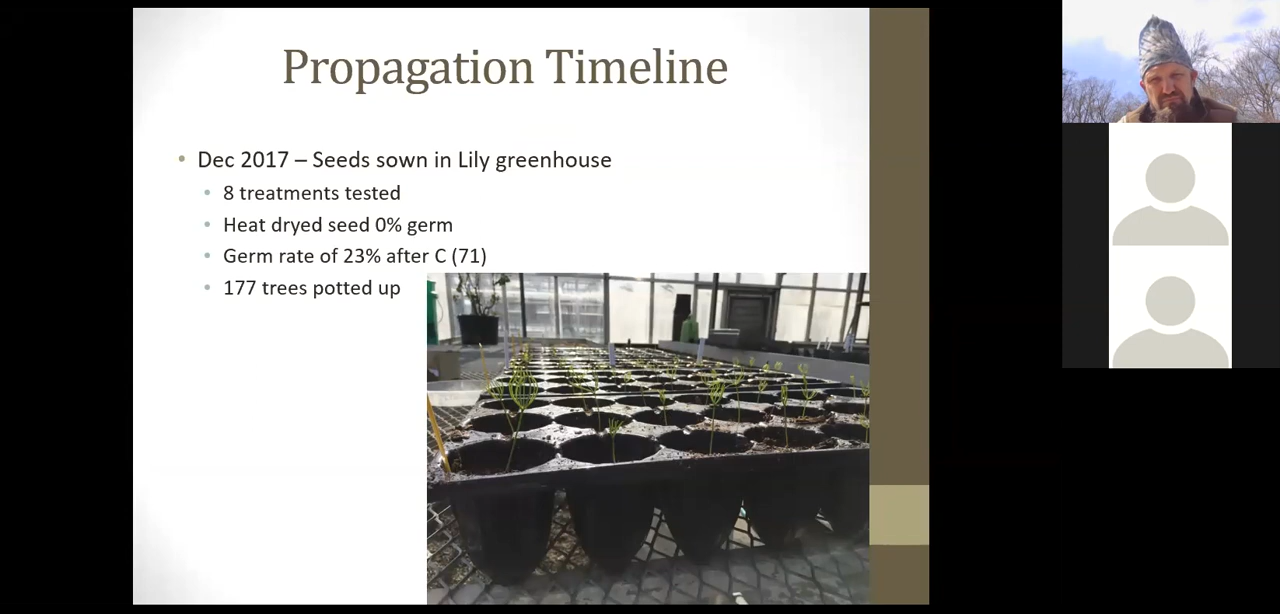 Propagation Timeline
Dec 2017 – Seeds sown in Lily greenhouse
8 treatments tested
Heat dryed seed 0% germ
Germ rate of 23% after C (71)
177 trees potted up